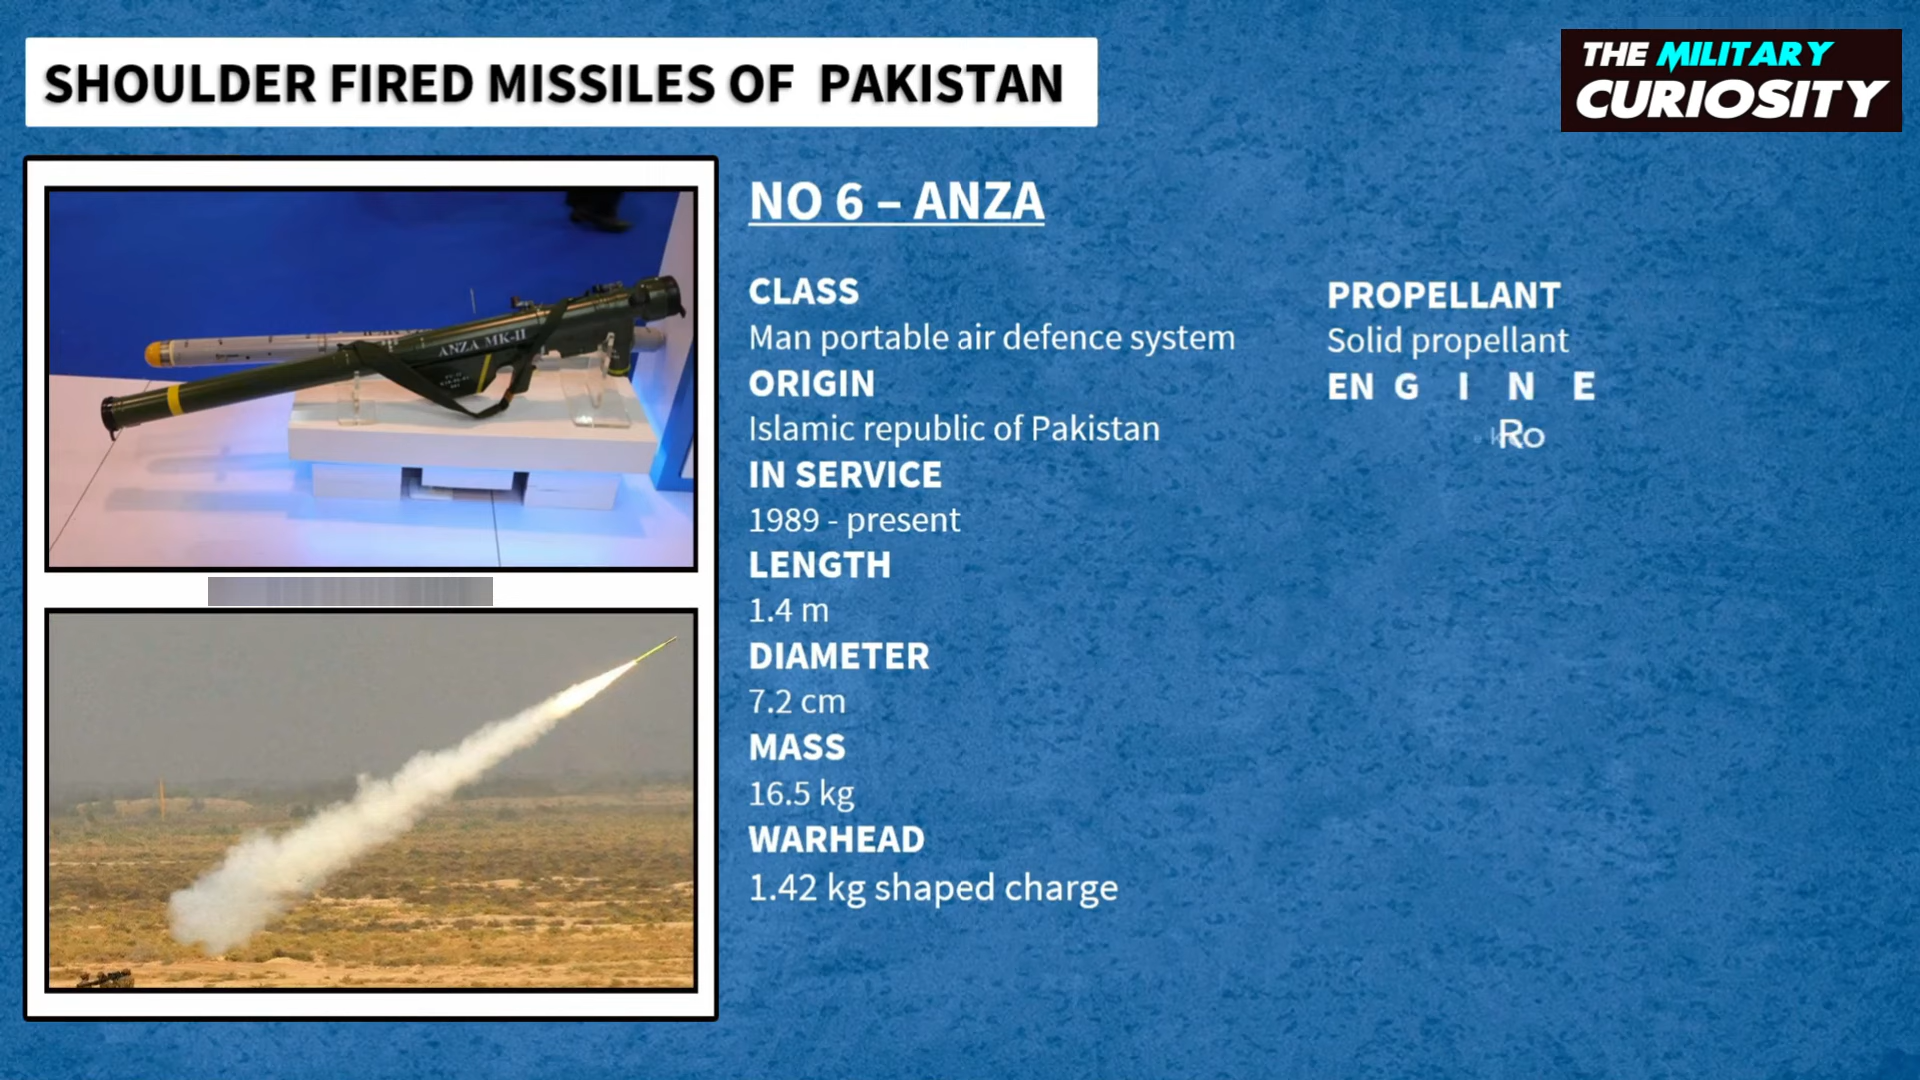 SHOULDER FIRED MISSILES OF PAKISTAN
THE MILITARY
CURIOSITY
ANZA MK-II
NO 6 – ANZA
CLASS
Man portable air defence system
ORIGIN
Islamic republic of Pakistan
IN SERVICE
1989 - present
LENGTH
1.4 m
DIAMETER
7.2 cm
MASS
16.5 kg
WARHEAD
1.42 kg shaped charge
PROPELLANT
Solid propellant
ENGINE
Ro